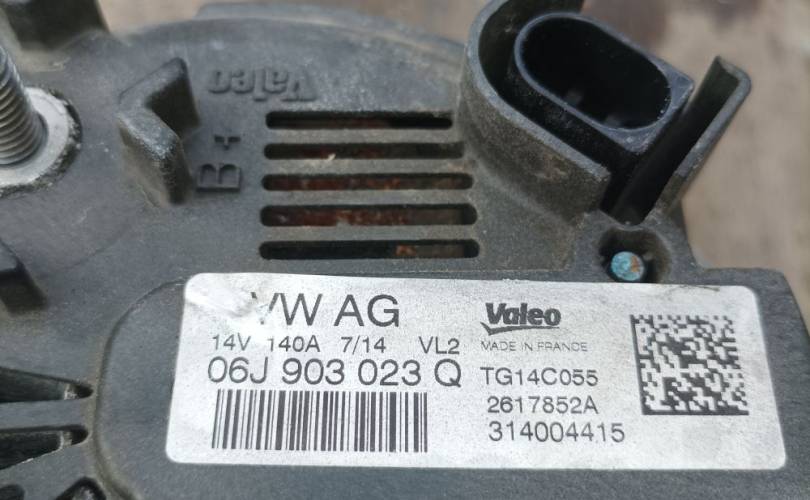 Valeo
B+
VW AG
14V 140A 7/14 VL2
06J 903 023 Q
Valeo
MADE IN FRANCE
TG14C055
2617852A
314004415